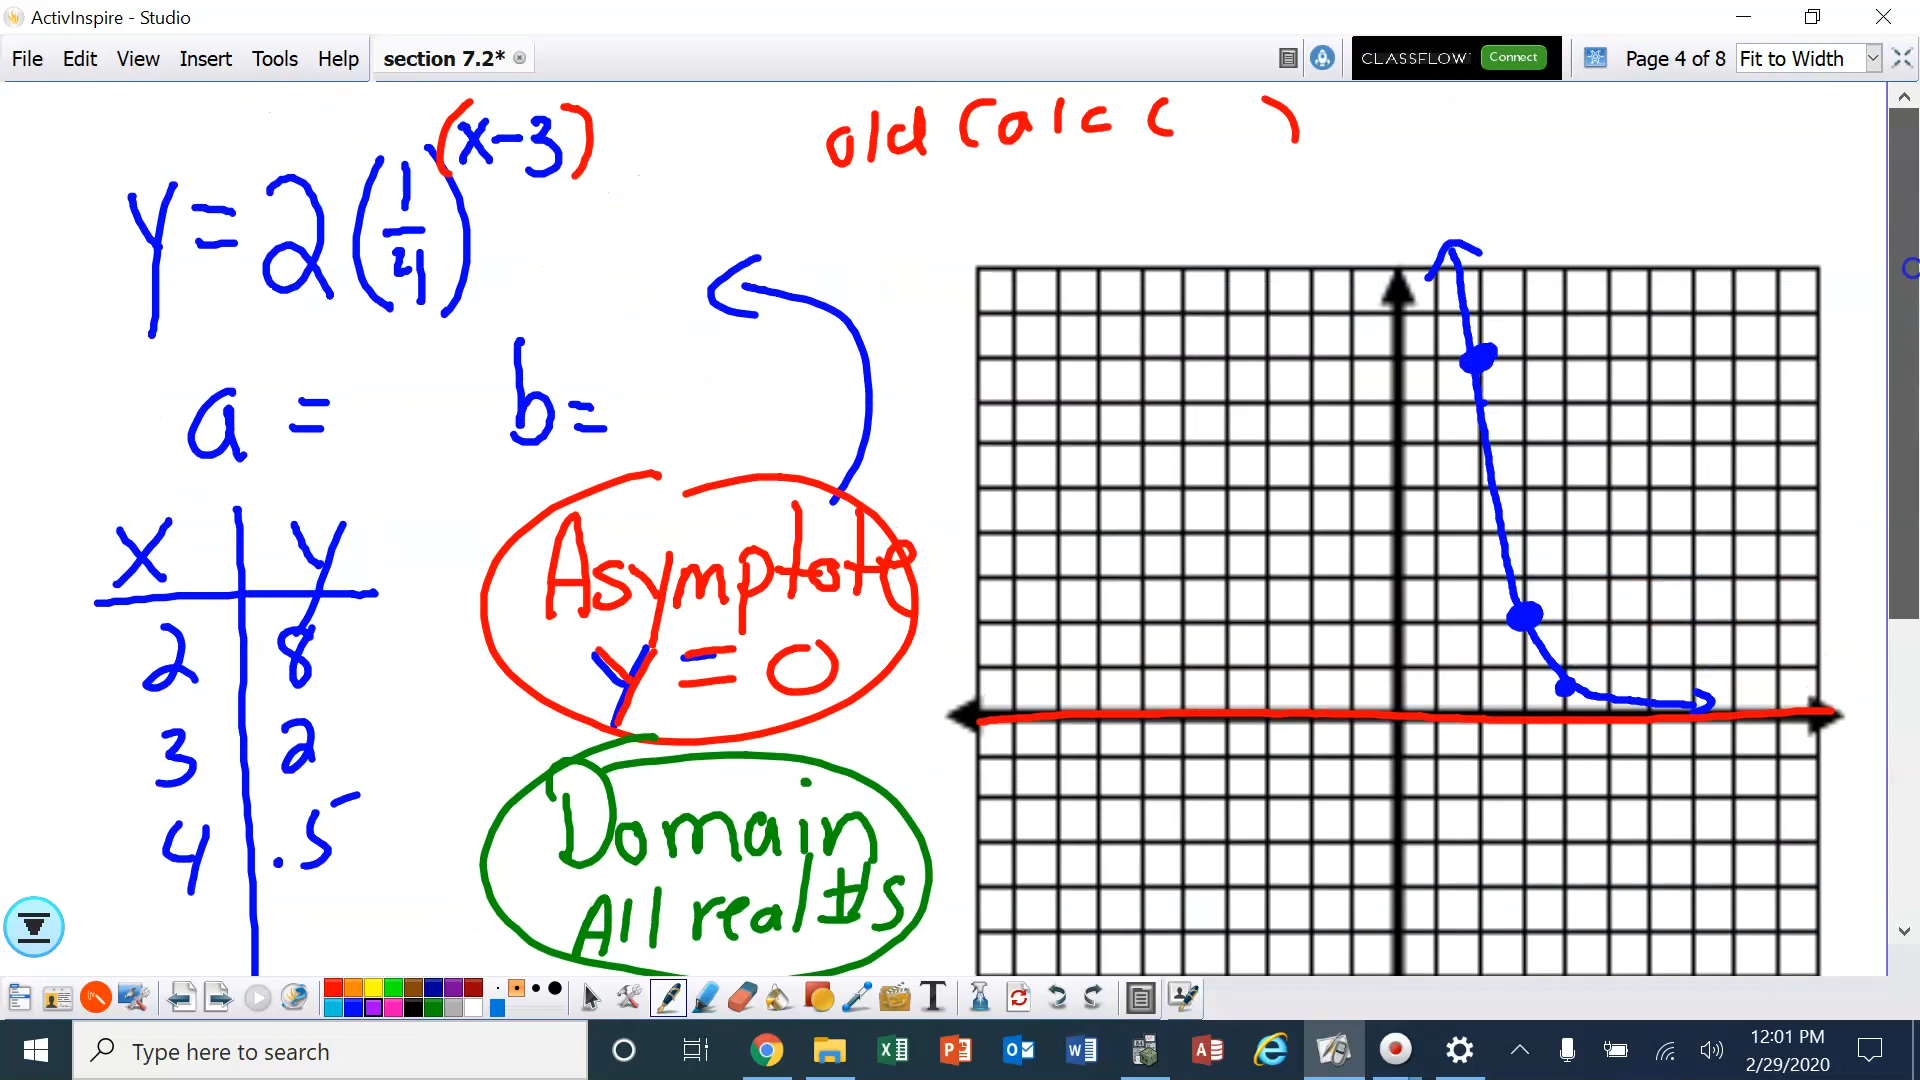 ActivInspire - Studio
File Edit View Insert Tools Help section 7.2* CLASSFLOW Connect Page 4 of 8 Fit to Width
y = 2(1/4)^(x-3)
old calc ( )
a = b=
Asymptote
y = 0
x y
2 8
3 2
4 .5
Domain
All real #s
Type here to search
12:01 PM
2/29/2020